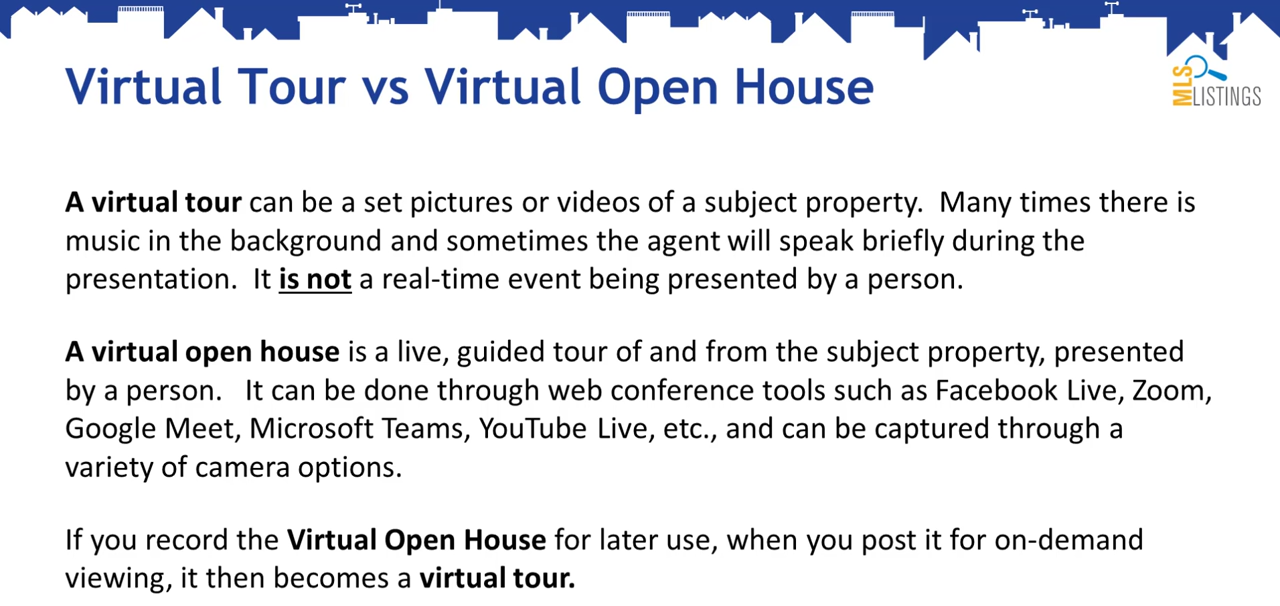 Virtual Tour vs Virtual Open House
MLS
LISTINGS
A virtual tour can be a set pictures or videos of a subject property.  Many times there is
music in the background and sometimes the agent will speak briefly during the
presentation.  It is not a real-time event being presented by a person.
A virtual open house is a live, guided tour of and from the subject property, presented
by a person.   It can be done through web conference tools such as Facebook Live, Zoom,
Google Meet, Microsoft Teams, YouTube Live, etc., and can be captured through a
variety of camera options.
If you record the Virtual Open House for later use, when you post it for on-demand
viewing, it then becomes a virtual tour.